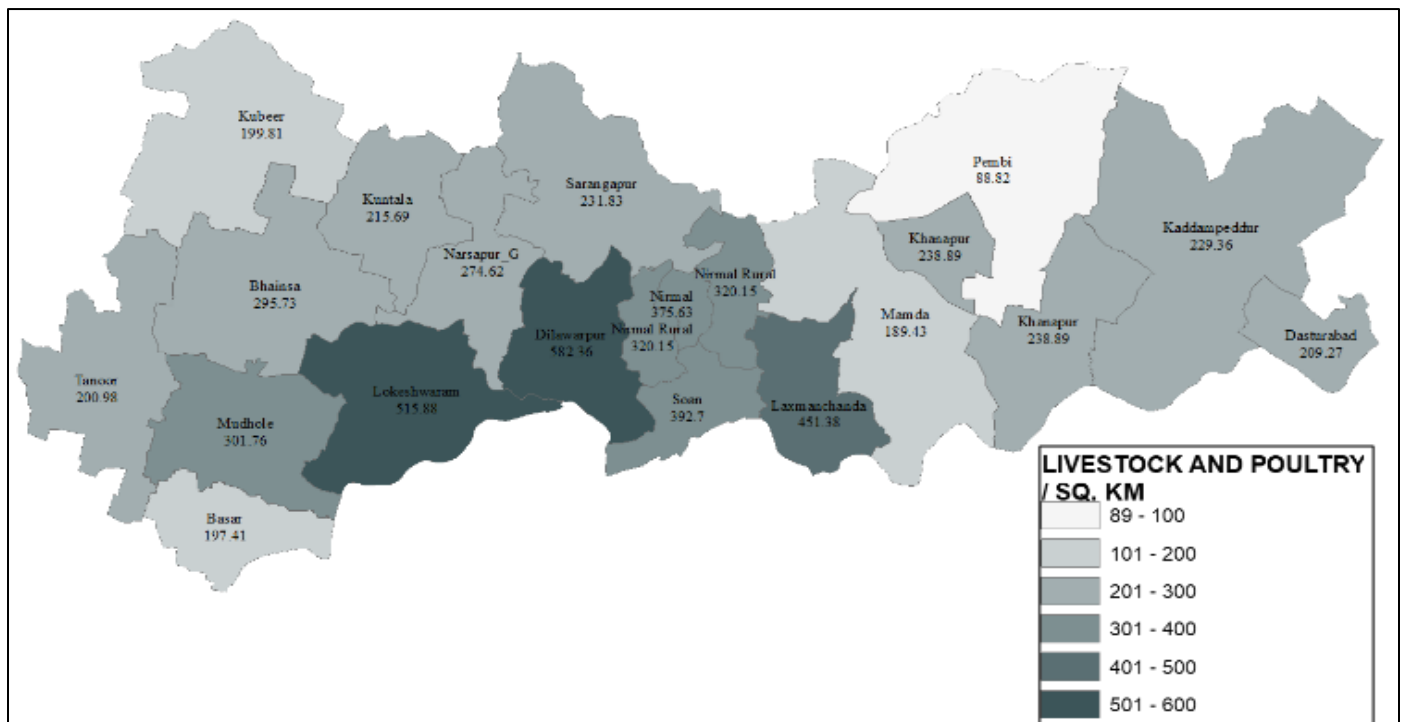 Kubeer
199.81
Pembi
88.82
Kuntala
215.69
Sarangapur
231.83
Kaddampeddur
229.36
Narsapur_G
274.62
Khanapur
238.89
Nirmal Rural
320.15
Bhainsa
295.73
Nirmal
375.63
Mamda
189.43
Khanapur
238.89
Nirmal Rural
320.15
Dilawarpur
582.36
Dasturabad
209.27
Tanoor
200.98
Lokeshwaram
515.88
Soan
392.7
Laxmanchanda
451.38
Mudhole
301.76
Basar
197.41
LIVESTOCK AND POULTRY
/ SQ. KM
89 - 100
101 - 200
201 - 300
301 - 400
401 - 500
501 - 600